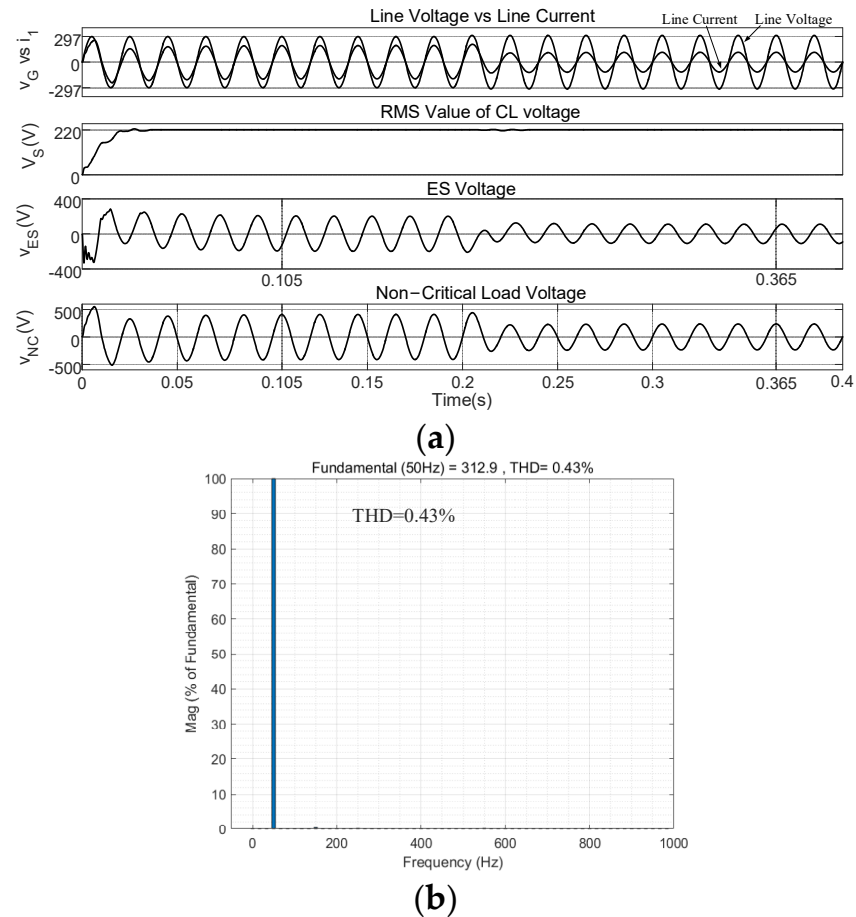 Line Voltage vs Line Current
Line Current
Line Voltage
v_G vs i_1
297
0
-297
RMS Value of CL voltage
V_S(V)
220
0
ES Voltage
v_ES(V)
400
0
-400
0.105
0.365
Non-Critical Load Voltage
v_NC(V)
500
0
-500
0 0.05 0.105 0.15 0.2 0.25 0.3 0.365 0.4
Time(s)
(a)
Fundamental (50Hz) = 312.9 , THD= 0.43%
THD=0.43%
Mag (% of Fundamental)
100
90
80
70
60
50
40
30
20
10
0
0 200 400 600 800 1000
Frequency (Hz)
(b)